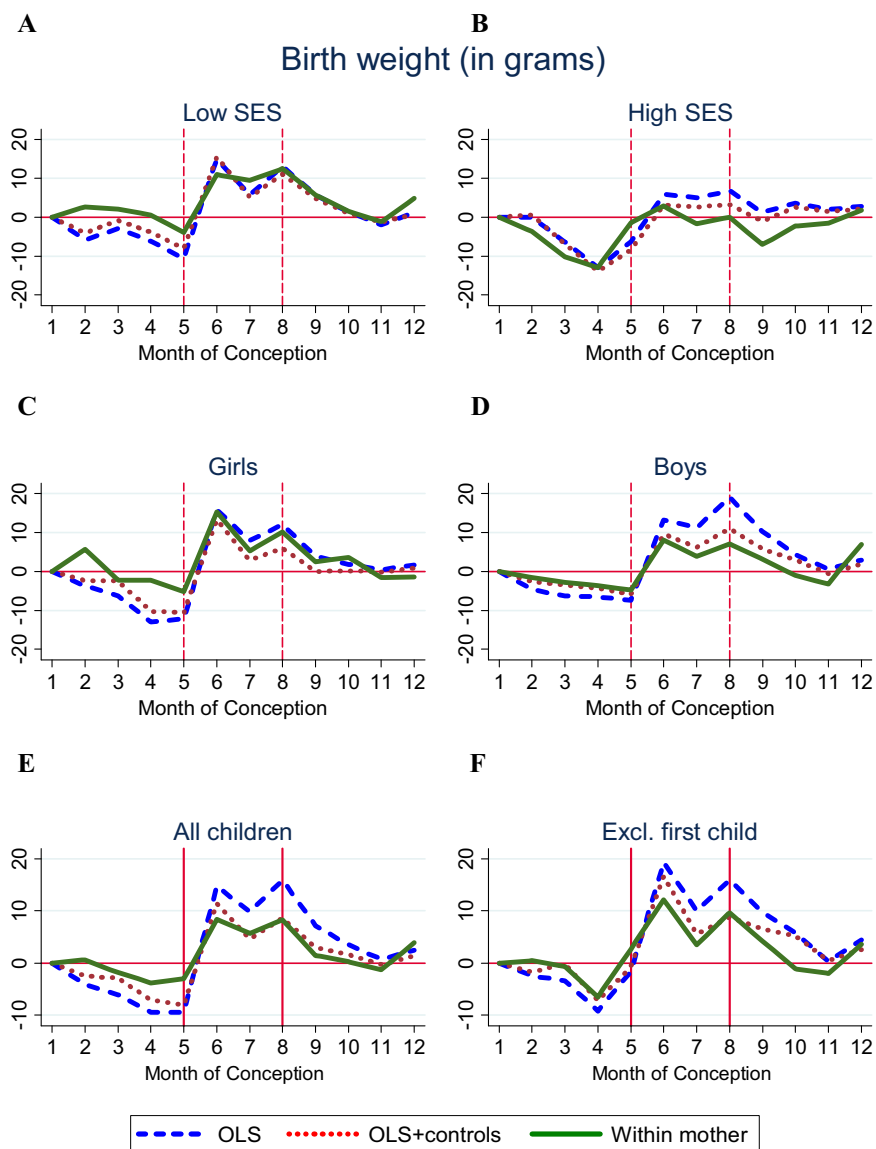 A B
Birth weight (in grams)
Low SES High SES
20 20
10 10
0 0
-10 -10
-20 -20
1 2 3 4 5 6 7 8 9 10 11 12 1 2 3 4 5 6 7 8 9 10 11 12
Month of Conception Month of Conception
C D
Girls Boys
20 20
10 10
0 0
-10 -10
-20 -20
1 2 3 4 5 6 7 8 9 10 11 12 1 2 3 4 5 6 7 8 9 10 11 12
Month of Conception Month of Conception
E F
All children Excl. first child
20 20
10 10
0 0
-10 -10
1 2 3 4 5 6 7 8 9 10 11 12 1 2 3 4 5 6 7 8 9 10 11 12
Month of Conception Month of Conception
OLS OLS+controls Within mother